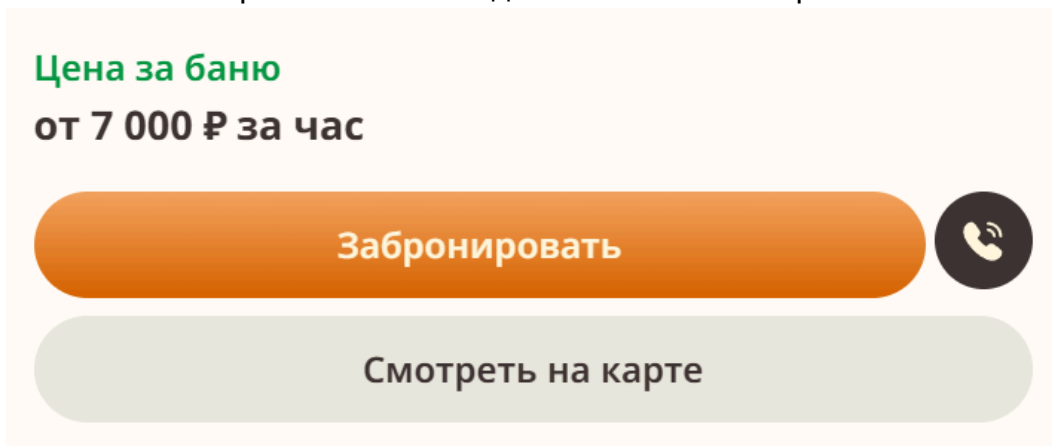 Цена за баню
от 7 000 ₽ за час
Забронировать
Смотреть на карте